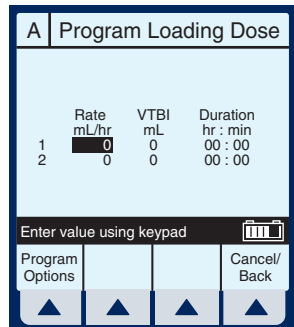 A Program Loading Dose
Rate VTBI Duration
mL/hr mL hr : min
1 0 0 00 : 00
2 0 0 00 : 00
Enter value using keypad
Program Cancel/
Options Back